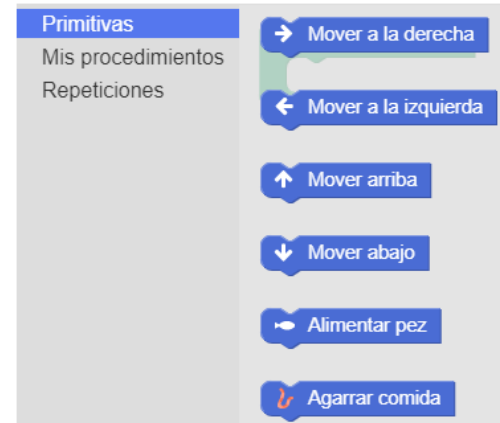 Primitivas
Mis procedimientos
Repeticiones
Mover a la derecha
Mover a la izquierda
Mover arriba
Mover abajo
Alimentar pez
Agarrar comida